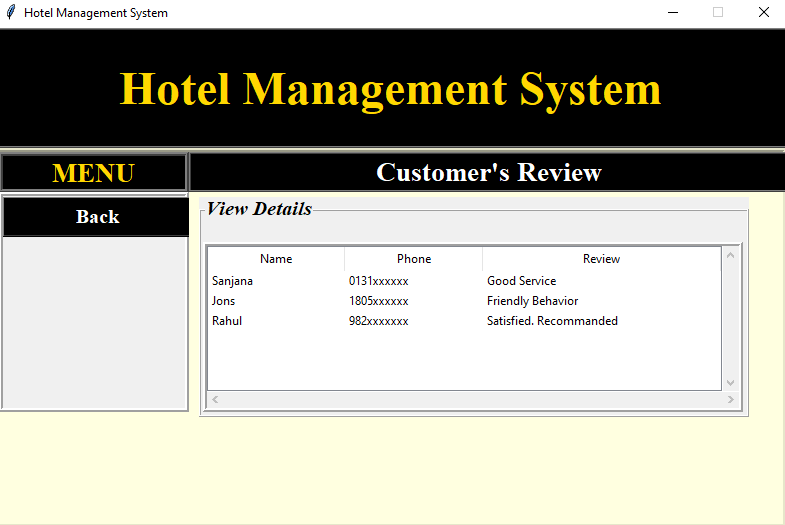 Hotel Management System
Hotel Management System
MENU
Customer's Review
Back
View Details
Name Phone Review
Sanjana 0131xxxxxx Good Service
Jons 1805xxxxxx Friendly Behavior
Rahul 982xxxxxxx Satisfied. Recommanded